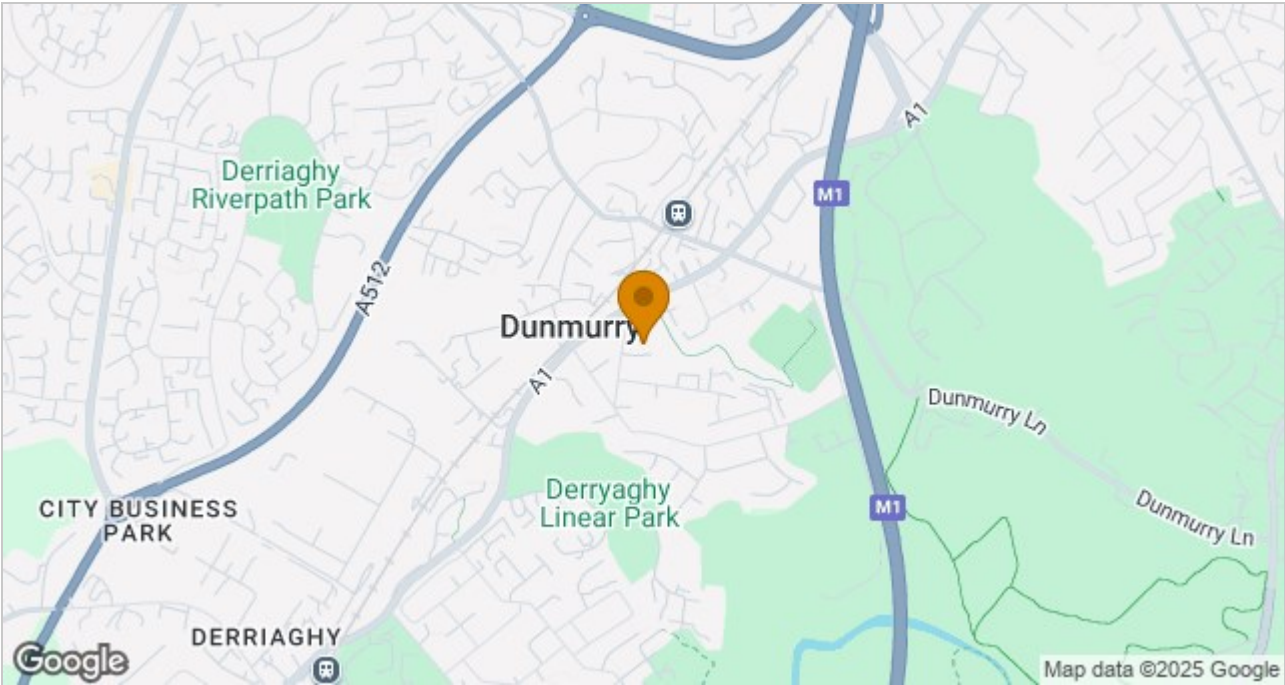 A1
Derriaghy
Riverpath Park
M1
A512
Dunmurry
A1
Dunmurry Ln
Derryaghy
Linear Park
CITY BUSINESS
PARK
M1
Dunmurry Ln
DERRIAGHY
Google
Map data ©2025 Google